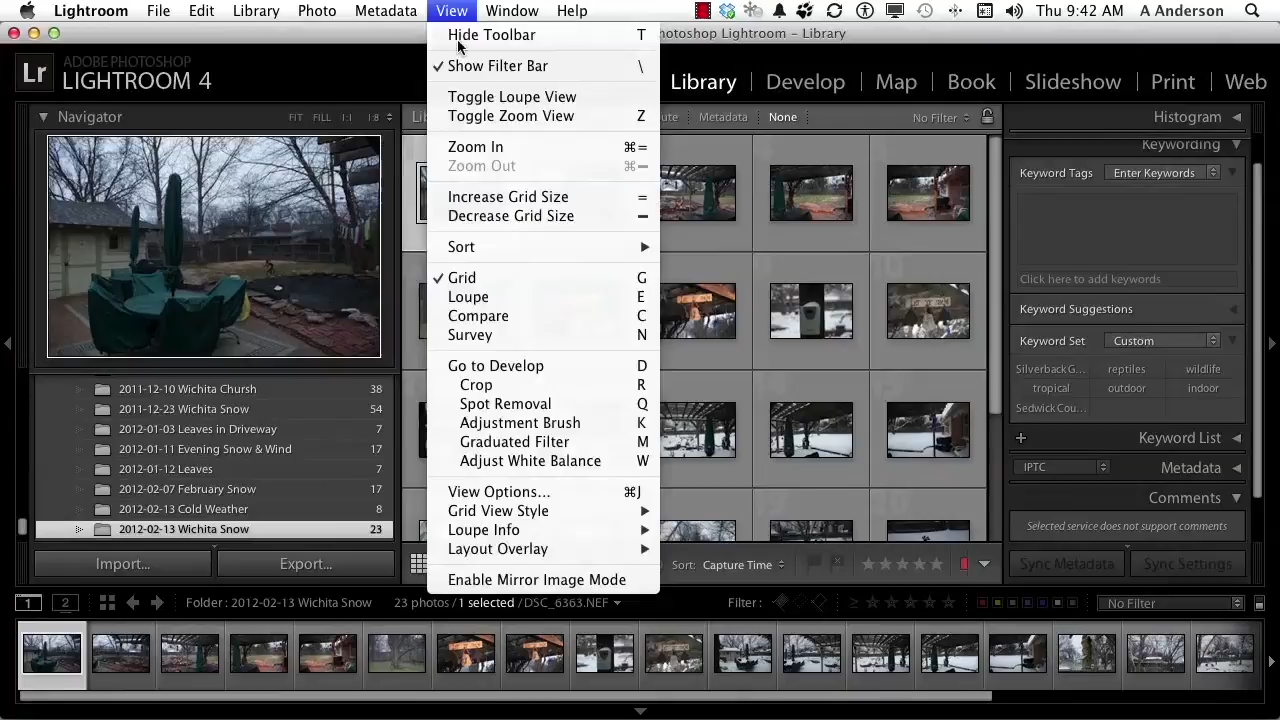 Lightroom File Edit Library Photo Metadata View Window Help Thu 9:42 AM A Anderson
hotoshop Lightroom - Library
Lr ADOBE PHOTOSHOP
LIGHTROOM 4
Library | Develop | Map | Book | Slideshow | Print | Web
Hide Toolbar T
✓ Show Filter Bar \
Toggle Loupe View
Toggle Zoom View Z
Zoom In ⌘=
Zoom Out ⌘−
Increase Grid Size =
Decrease Grid Size −
Sort
✓ Grid G
Loupe E
Compare C
Survey N
Go to Develop D
Crop R
Spot Removal Q
Adjustment Brush K
Graduated Filter M
Adjust White Balance W
View Options... ⌘J
Grid View Style
Loupe Info
Layout Overlay
Enable Mirror Image Mode
Navigator FIT FILL 1:1 1:8
2011-12-10 Wichita Chursh 38
2011-12-23 Wichita Snow 54
2012-01-03 Leaves in Driveway 7
2012-01-11 Evening Snow & Wind 17
2012-01-12 Leaves 7
2012-02-07 February Snow 17
2012-02-13 Cold Weather 8
2012-02-13 Wichita Snow 23
Import... Export...
Metadata None No Filter
Sort: Capture Time
Histogram
Keywording
Keyword Tags Enter Keywords
Click here to add keywords
Keyword Suggestions
Keyword Set Custom
Silverback G... reptiles wildlife
tropical outdoor indoor
Sedwick Cou...
Keyword List
IPTC Metadata
Comments
Selected service does not support comments
Sync Metadata Sync Settings
1 2 Folder : 2012-02-13 Wichita Snow 23 photos / 1 selected / DSC_6363.NEF Filter : No Filter